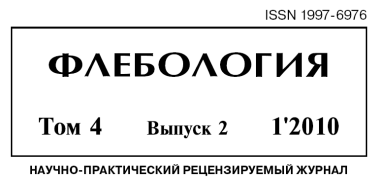 ISSN 1997-6976
ФЛЕБОЛОГИЯ
Том 4 Выпуск 2 1'2010
НАУЧНО-ПРАКТИЧЕСКИЙ РЕЦЕНЗИРУЕМЫЙ ЖУРНАЛ